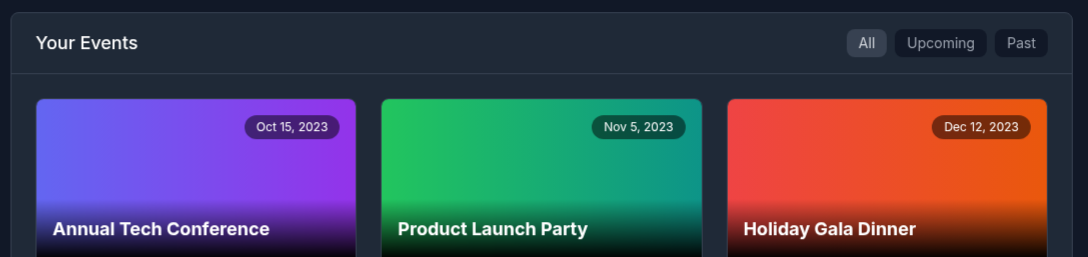 Your Events
All
Upcoming
Past
Oct 15, 2023
Nov 5, 2023
Dec 12, 2023
Annual Tech Conference
Product Launch Party
Holiday Gala Dinner